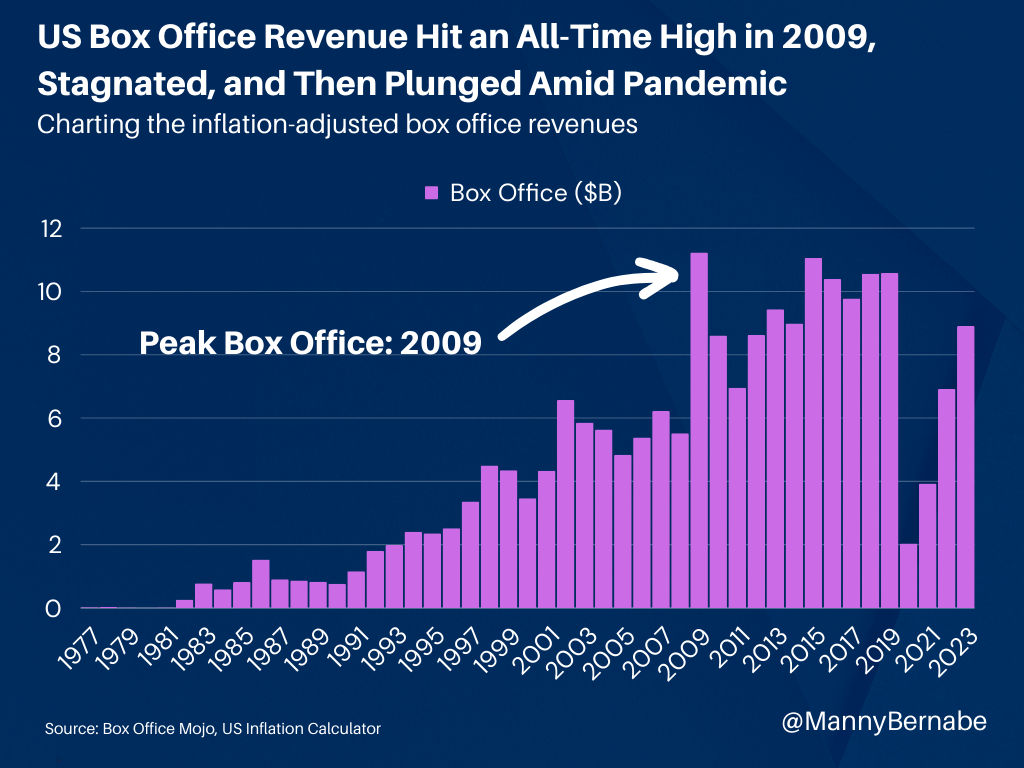 US Box Office Revenue Hit an All-Time High in 2009,
Stagnated, and Then Plunged Amid Pandemic
Charting the inflation-adjusted box office revenues
Box Office ($B)
12
10
Peak Box Office: 2009
8
6
4
2
0
1977 1979 1981 1983 1985 1987 1989 1991 1993 1995 1997 1999 2001 2003 2005 2007 2009 2011 2013 2015 2017 2019 2021 2023
Source: Box Office Mojo, US Inflation Calculator
@MannyBernabe